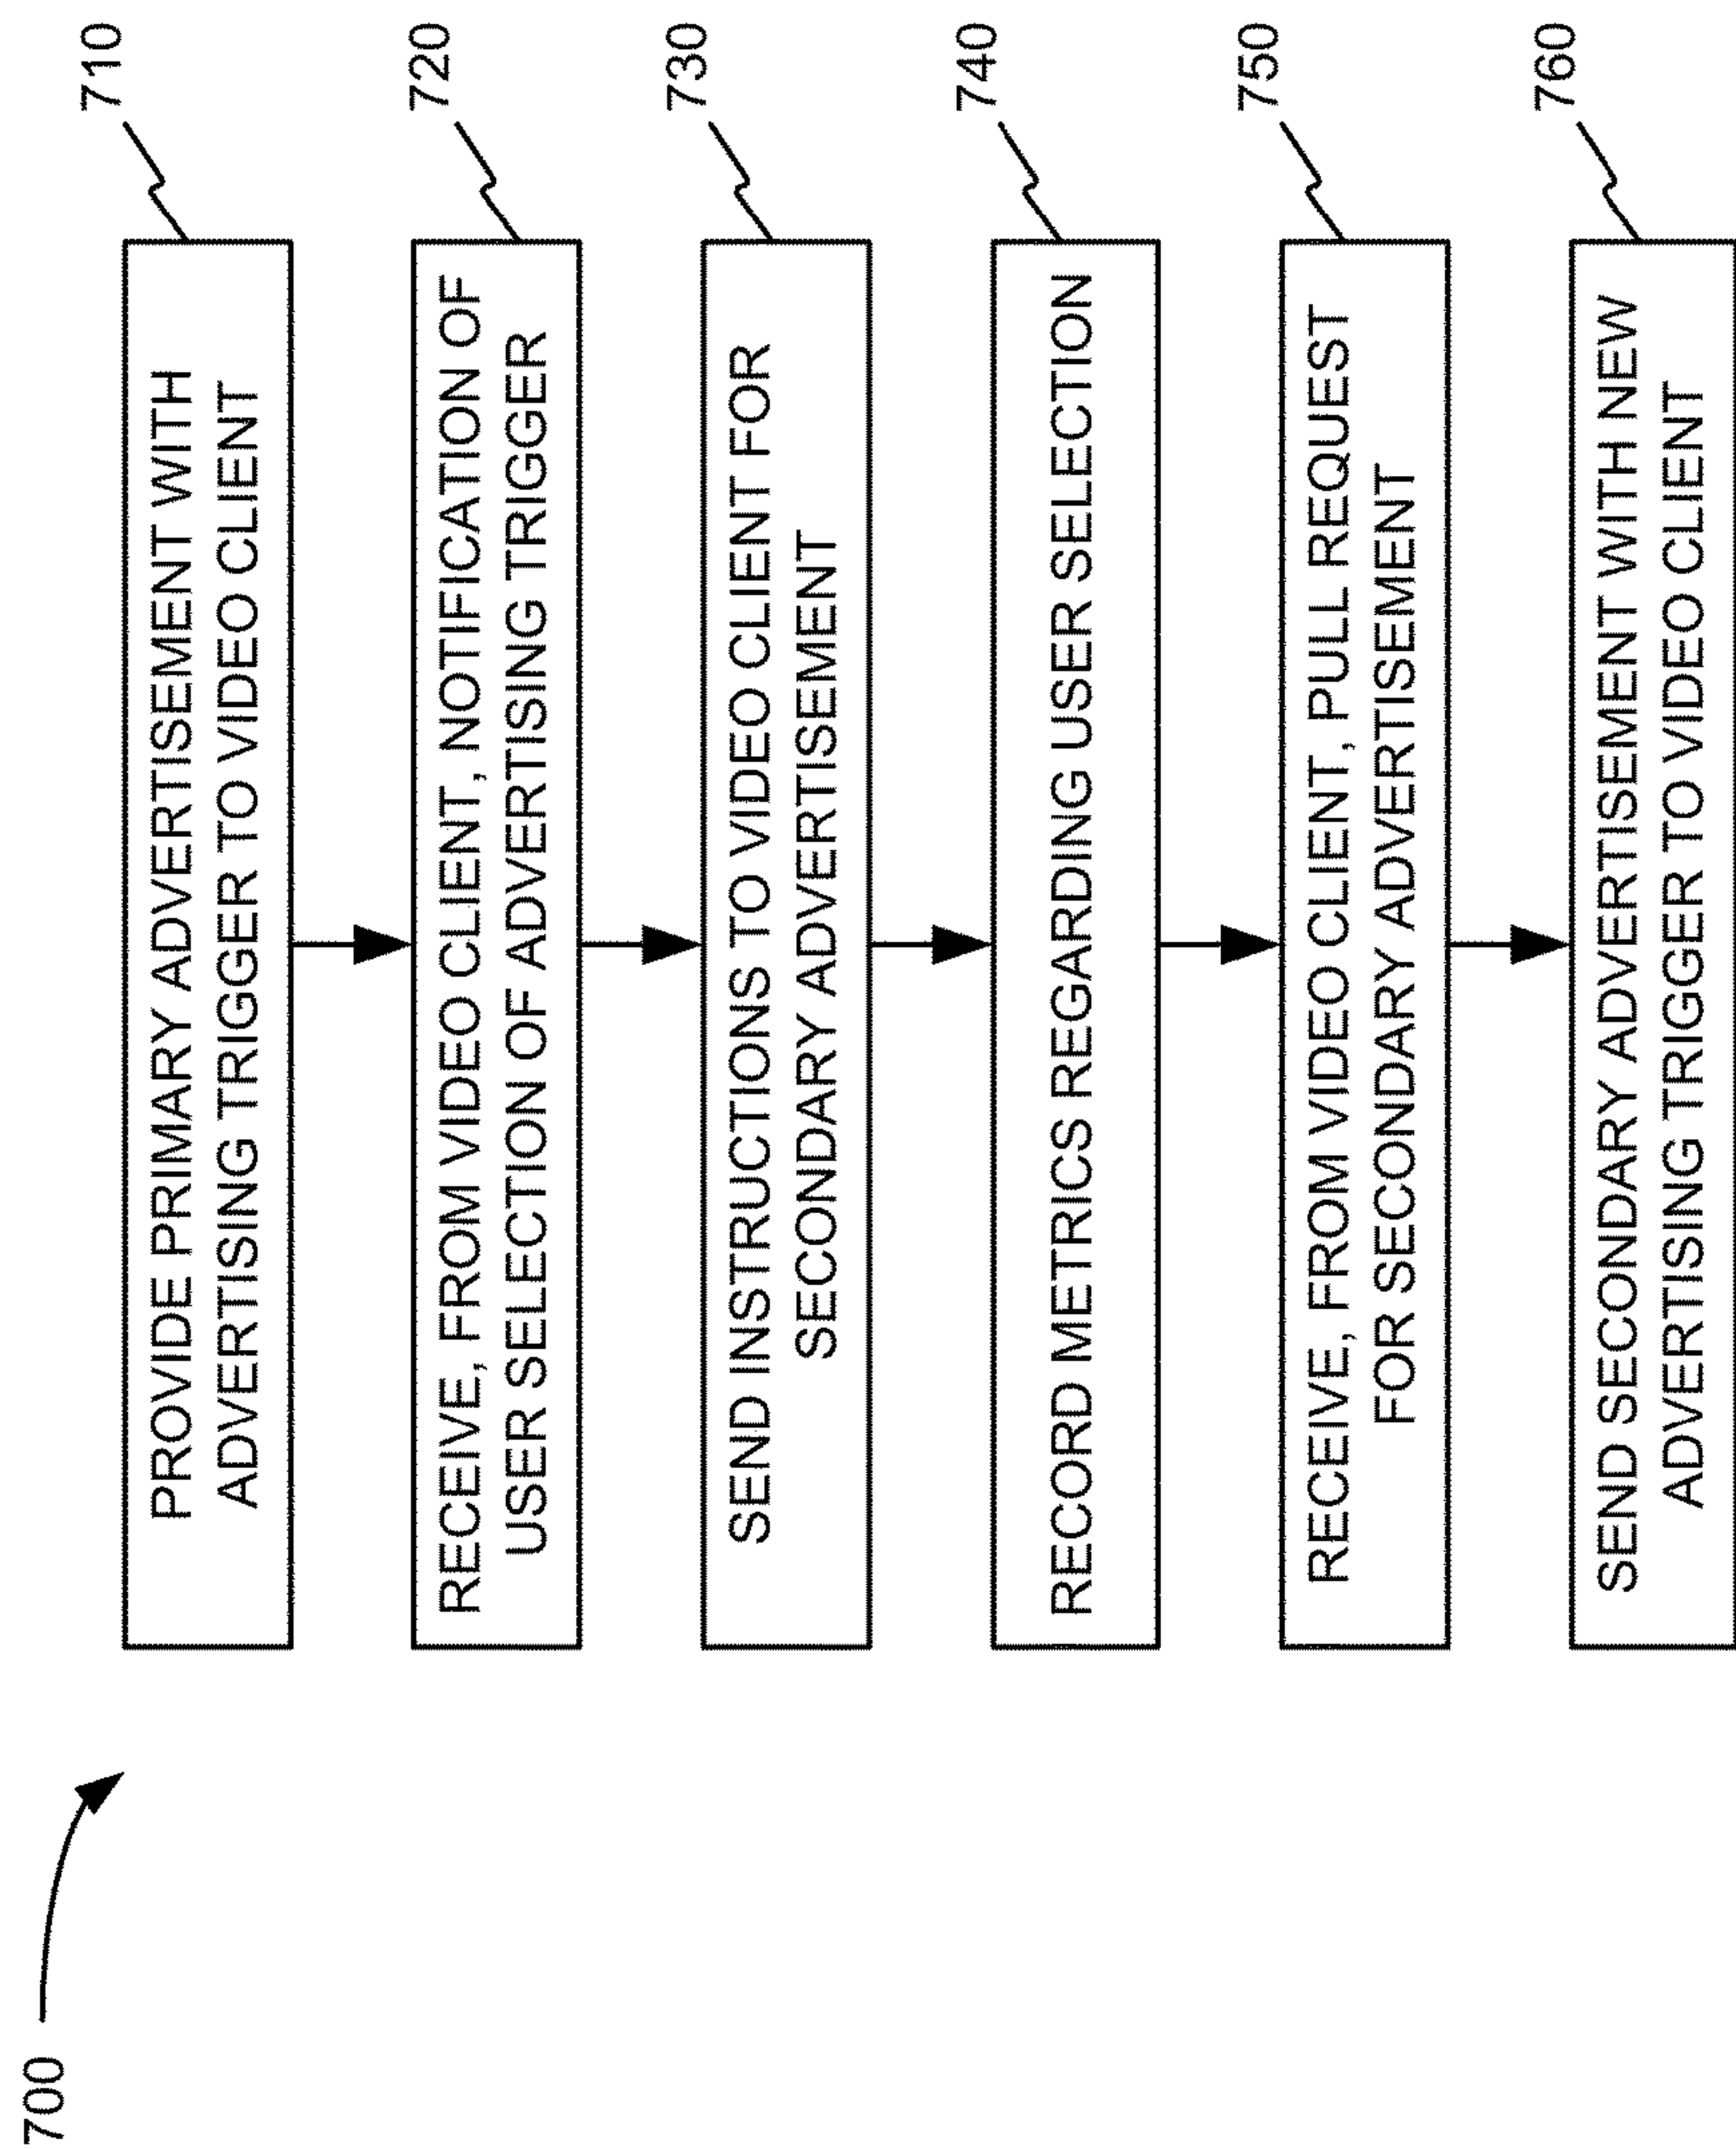 700
710
PROVIDE PRIMARY ADVERTISEMENT WITH
ADVERTISING TRIGGER TO VIDEO CLIENT
720
RECEIVE, FROM VIDEO CLIENT, NOTIFICATION OF
USER SELECTION OF ADVERTISING TRIGGER
730
SEND INSTRUCTIONS TO VIDEO CLIENT FOR
SECONDARY ADVERTISEMENT
740
RECORD METRICS REGARDING USER SELECTION
750
RECEIVE, FROM VIDEO CLIENT, PULL REQUEST
FOR SECONDARY ADVERTISEMENT
760
SEND SECONDARY ADVERTISEMENT WITH NEW
ADVERTISING TRIGGER TO VIDEO CLIENT